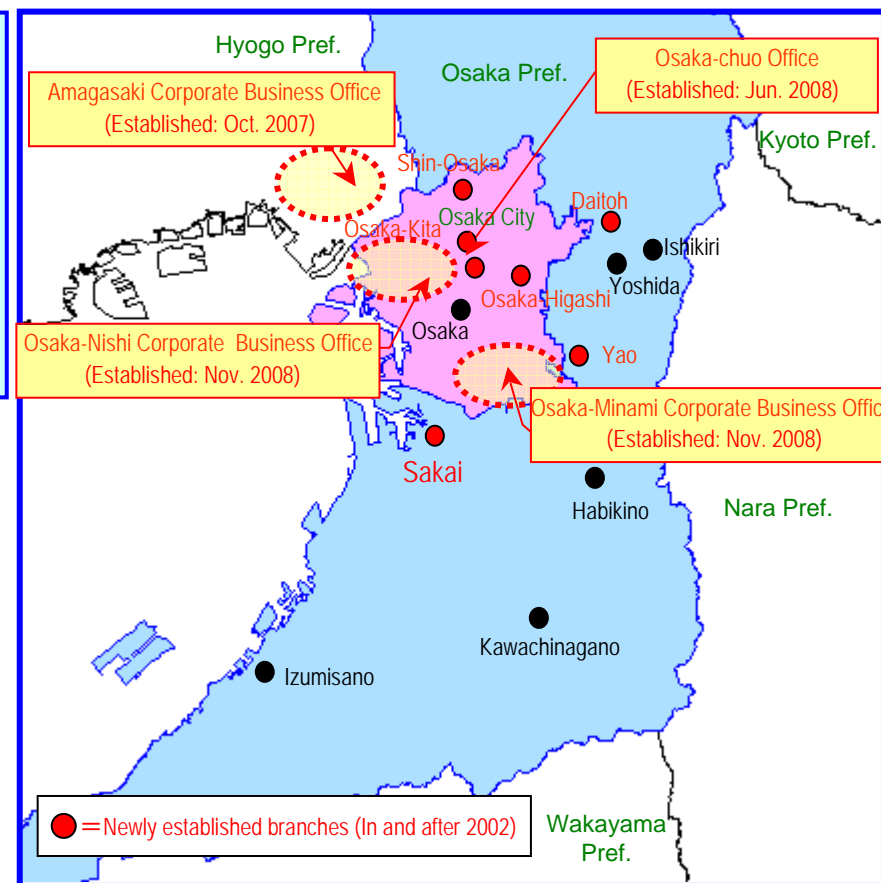 Hyogo Pref.
Osaka Pref.
Osaka-chuo Office
(Established: Jun. 2008)
Amagasaki Corporate Business Office
(Established: Oct. 2007)
Kyoto Pref.
Shin-Osaka
Daitoh
Osaka City
Osaka-Kita
Ishikiri
Yoshida
Osaka-Higashi
Osaka
Osaka-Nishi Corporate Business Office
(Established: Nov. 2008)
Yao
Osaka-Minami Corporate Business Offic
(Established: Nov. 2008)
Sakai
Habikino
Nara Pref.
Kawachinagano
Izumisano
=Newly established branches (In and after 2002)
Wakayama
Pref.